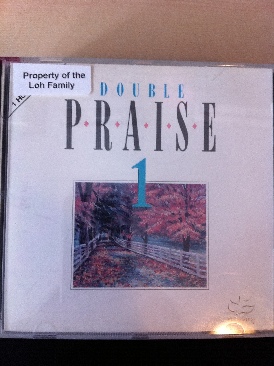 Property of the
Loh Family
DOUBLE
PRAISE
1